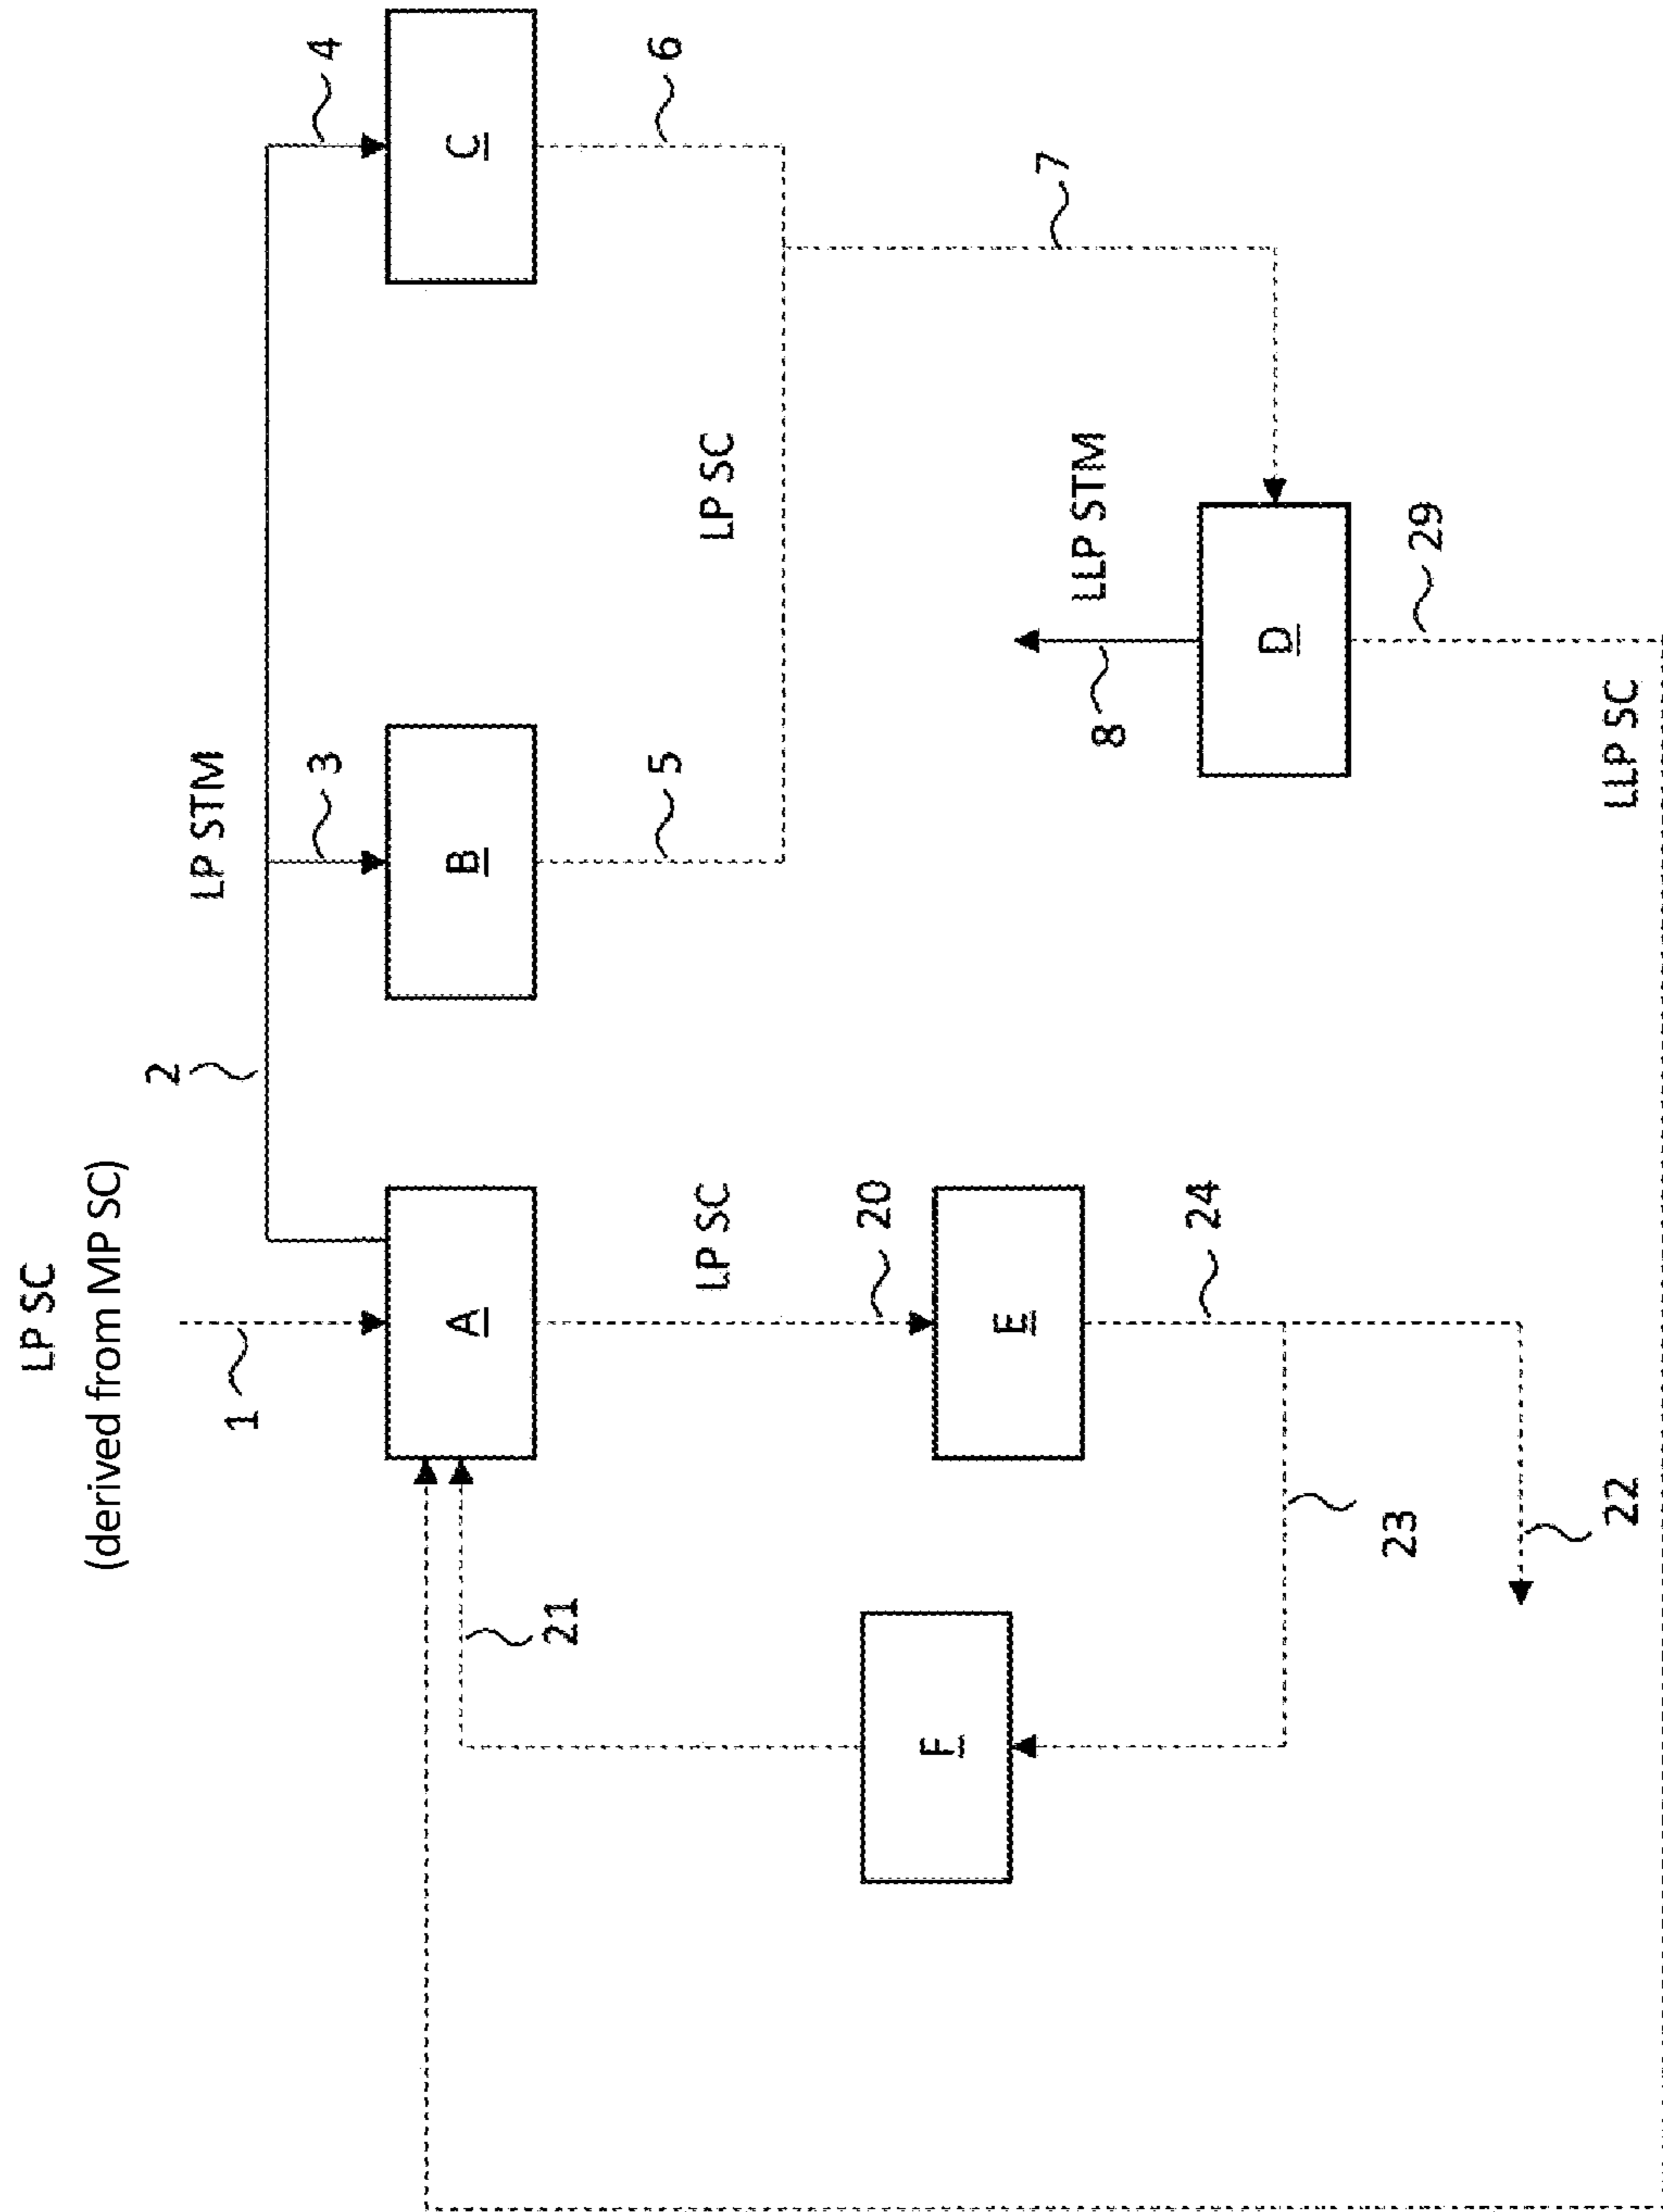 LP SC
(derived from MP SC)
1
2
LP STM
3
4
A
B
C
5
6
LP SC
LP SC
7
21
20
F
E
24
8
LLP STM
D
29
23
22
LLP SC